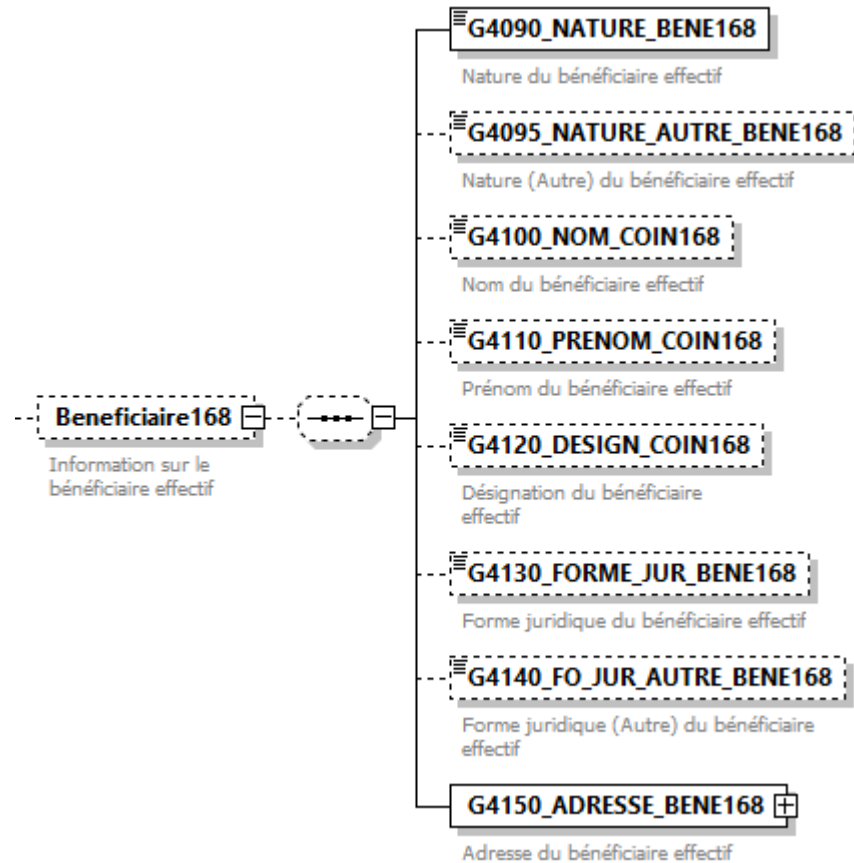 G4090_NATURE_BENE168
Nature du bénéficiaire effectif
G4095_NATURE_AUTRE_BENE168
Nature (Autre) du bénéficiaire effectif
G4100_NOM_COIN168
Nom du bénéficiaire effectif
G4110_PRENOM_COIN168
Prénom du bénéficiaire effectif
Beneficiaire168
Information sur le
bénéficiaire effectif
G4120_DESIGN_COIN168
Désignation du bénéficiaire
effectif
G4130_FORME_JUR_BENE168
Forme juridique du bénéficiaire effectif
G4140_FO_JUR_AUTRE_BENE168
Forme juridique (Autre) du bénéficiaire
effectif
G4150_ADRESSE_BENE168
Adresse du bénéficiaire effectif